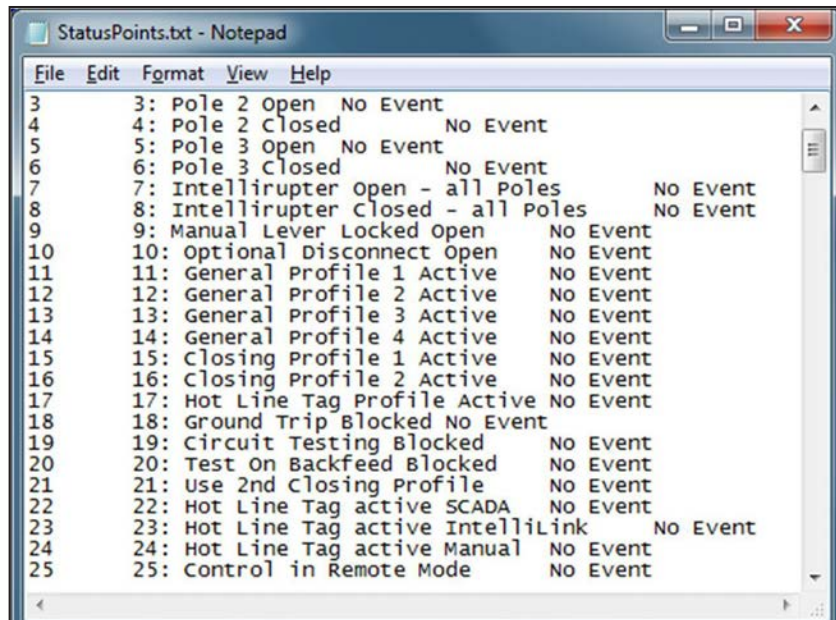 StatusPoints.txt - Notepad
File Edit Format View Help
3 3: Pole 2 Open No Event
4 4: Pole 2 Closed No Event
5 5: Pole 3 Open No Event
6 6: Pole 3 Closed No Event
7 7: Intellirupter Open - all Poles No Event
8 8: Intellirupter Closed - all Poles No Event
9 9: Manual Lever Locked Open No Event
10 10: Optional Disconnect Open No Event
11 11: General Profile 1 Active No Event
12 12: General Profile 2 Active No Event
13 13: General Profile 3 Active No Event
14 14: General Profile 4 Active No Event
15 15: Closing Profile 1 Active No Event
16 16: Closing Profile 2 Active No Event
17 17: Hot Line Tag Profile Active No Event
18 18: Ground Trip Blocked No Event
19 19: Circuit Testing Blocked No Event
20 20: Test On Backfeed Blocked No Event
21 21: Use 2nd Closing Profile No Event
22 22: Hot Line Tag active SCADA No Event
23 23: Hot Line Tag active IntelliLink No Event
24 24: Hot Line Tag active Manual No Event
25 25: Control in Remote Mode No Event